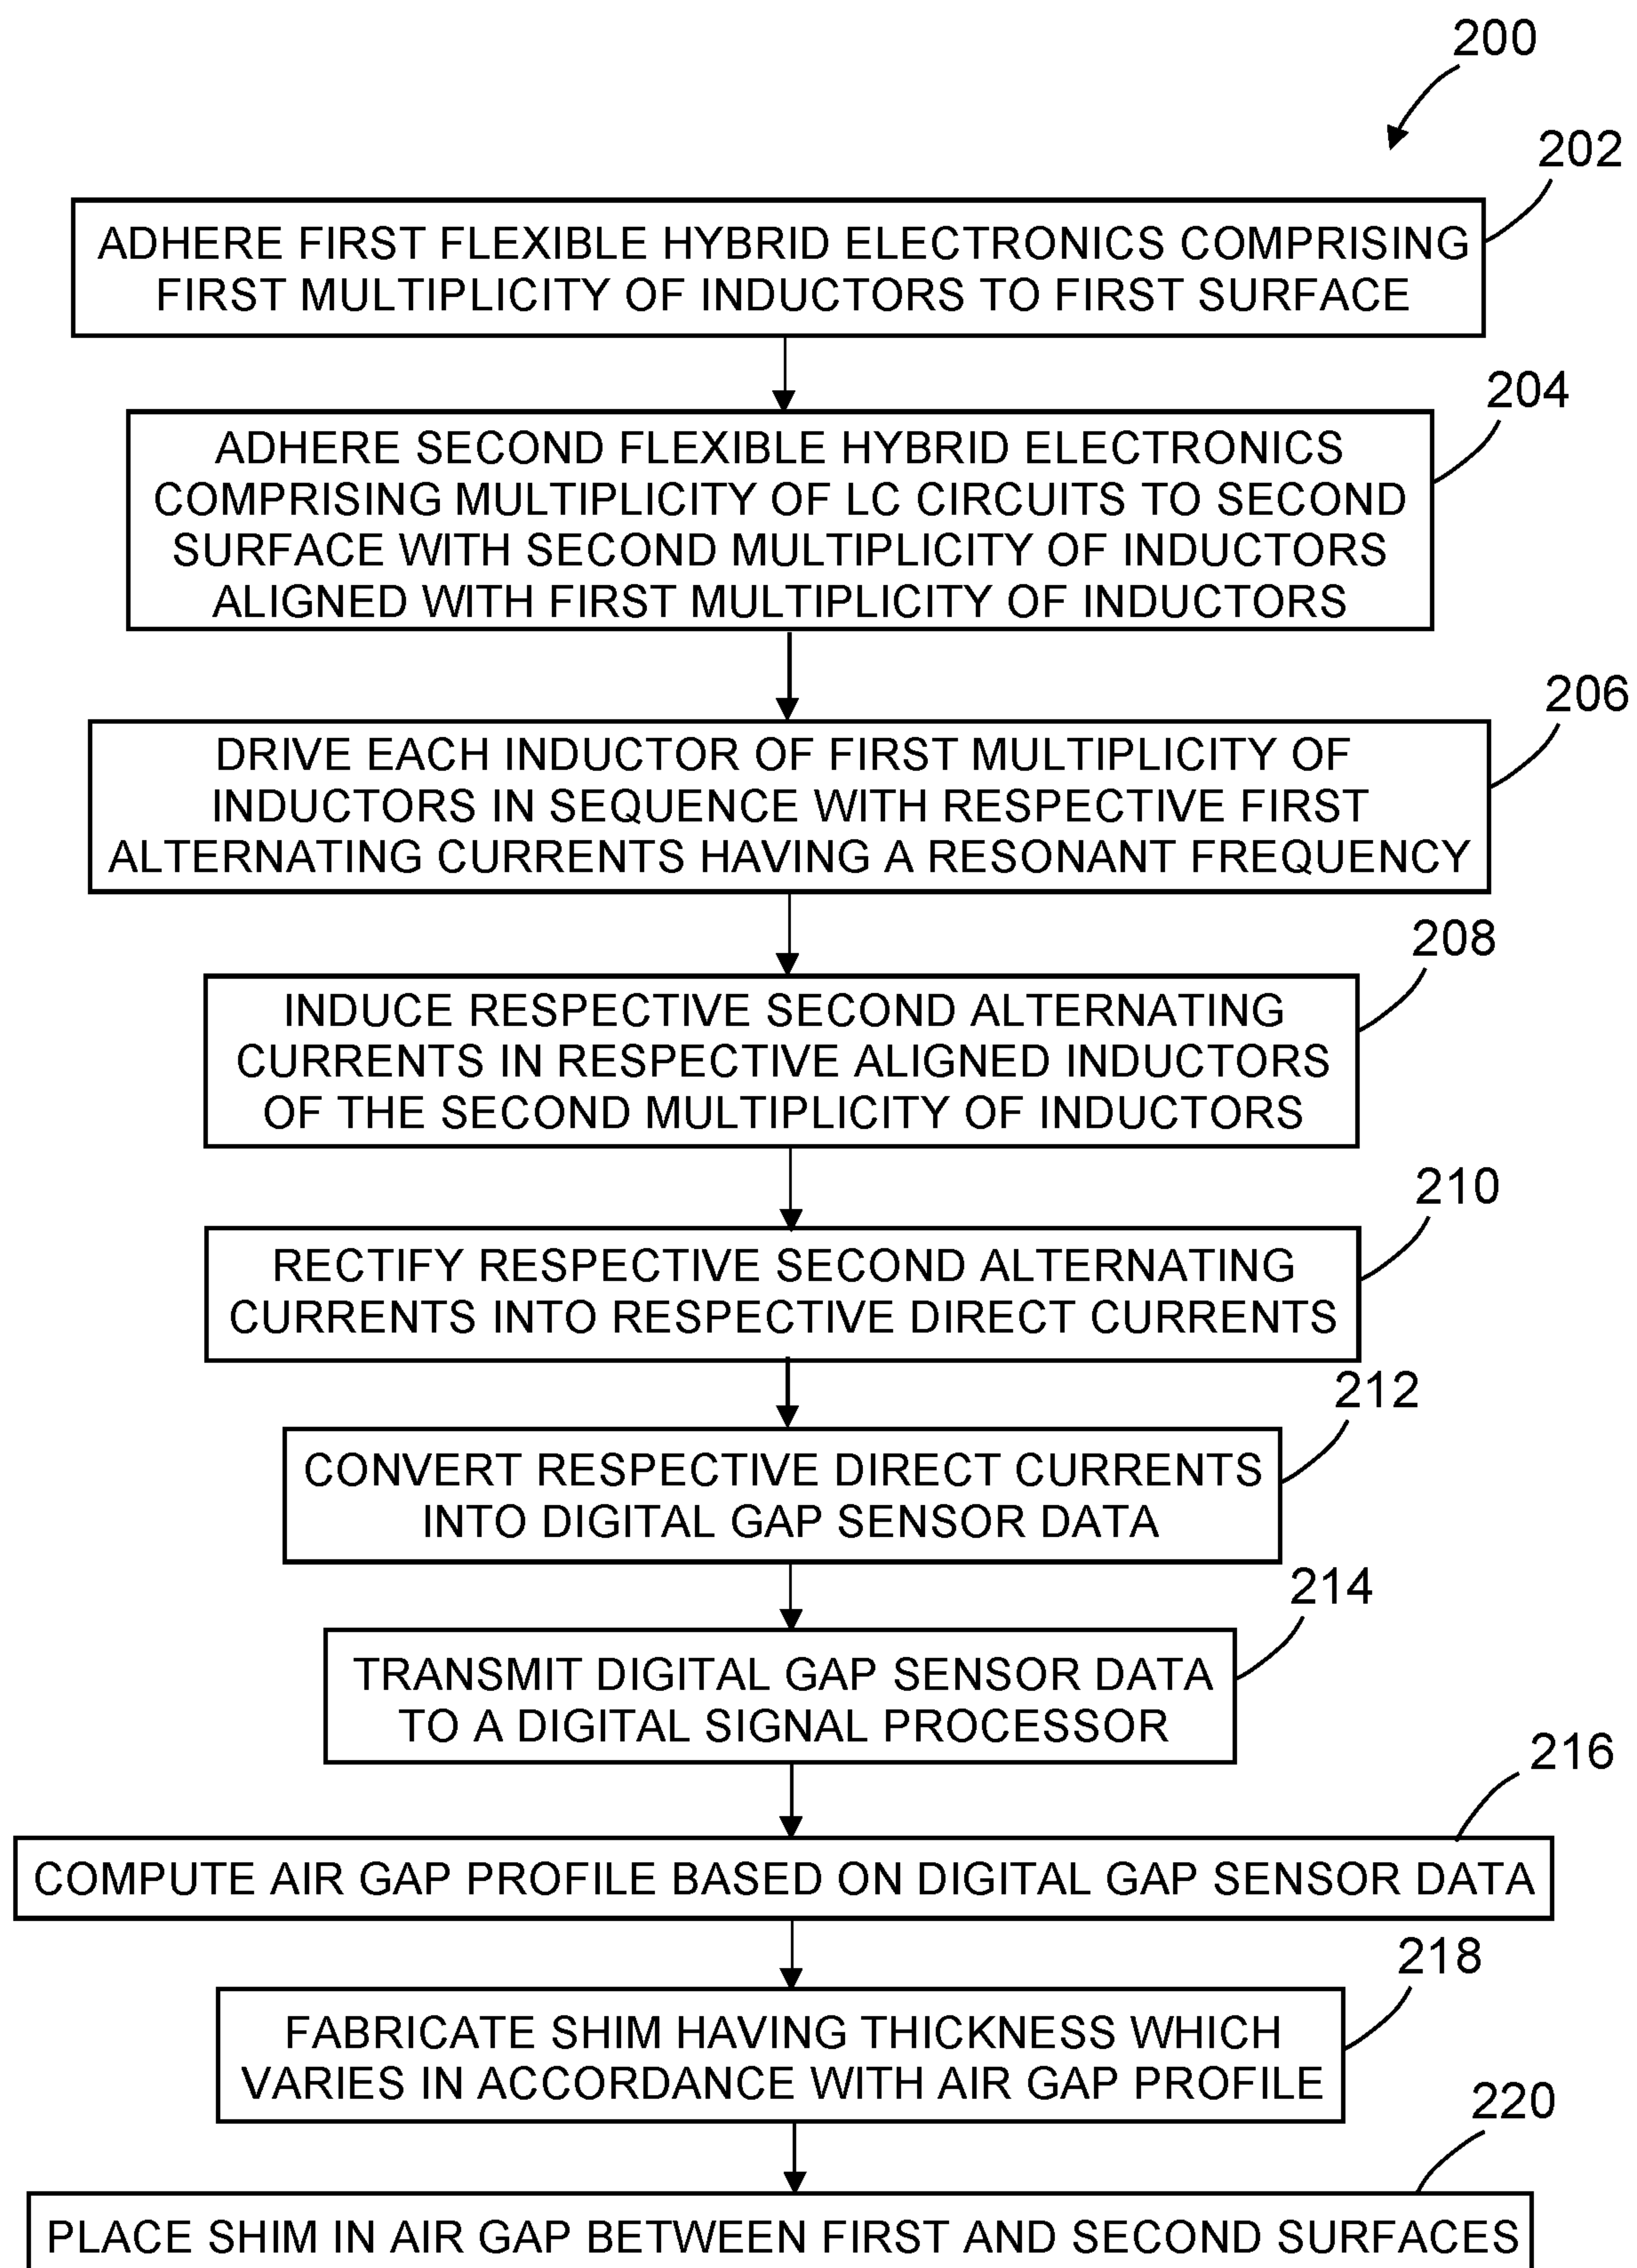 200
202
ADHERE FIRST FLEXIBLE HYBRID ELECTRONICS COMPRISING
FIRST MULTIPLICITY OF INDUCTORS TO FIRST SURFACE
204
ADHERE SECOND FLEXIBLE HYBRID ELECTRONICS
COMPRISING MULTIPLICITY OF LC CIRCUITS TO SECOND
SURFACE WITH SECOND MULTIPLICITY OF INDUCTORS
ALIGNED WITH FIRST MULTIPLICITY OF INDUCTORS
206
DRIVE EACH INDUCTOR OF FIRST MULTIPLICITY OF
INDUCTORS IN SEQUENCE WITH RESPECTIVE FIRST
ALTERNATING CURRENTS HAVING A RESONANT FREQUENCY
208
INDUCE RESPECTIVE SECOND ALTERNATING
CURRENTS IN RESPECTIVE ALIGNED INDUCTORS
OF THE SECOND MULTIPLICITY OF INDUCTORS
210
RECTIFY RESPECTIVE SECOND ALTERNATING
CURRENTS INTO RESPECTIVE DIRECT CURRENTS
212
CONVERT RESPECTIVE DIRECT CURRENTS
INTO DIGITAL GAP SENSOR DATA
214
TRANSMIT DIGITAL GAP SENSOR DATA
TO A DIGITAL SIGNAL PROCESSOR
216
COMPUTE AIR GAP PROFILE BASED ON DIGITAL GAP SENSOR DATA
218
FABRICATE SHIM HAVING THICKNESS WHICH
VARIES IN ACCORDANCE WITH AIR GAP PROFILE
220
PLACE SHIM IN AIR GAP BETWEEN FIRST AND SECOND SURFACES